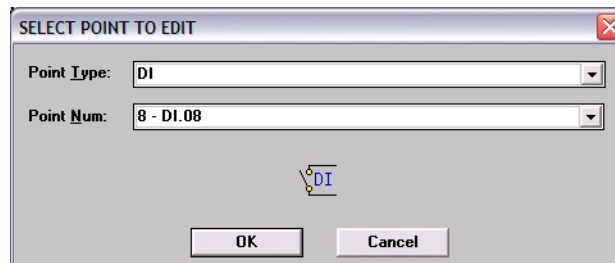 SELECT POINT TO EDIT
Point Type: DI
Point Num: 8 - DI.08
DI
OK Cancel